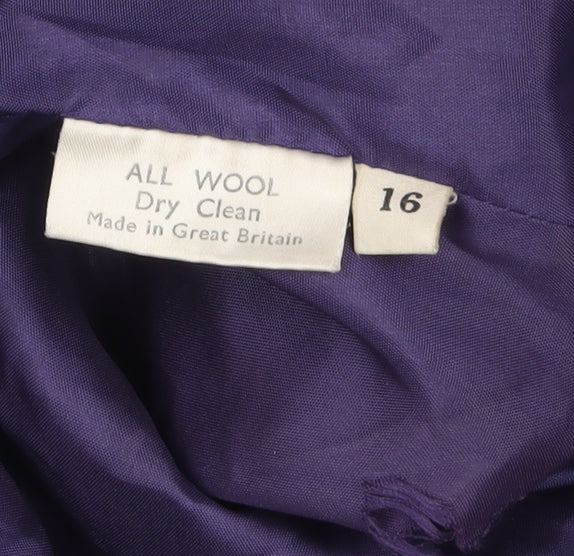 ALL WOOL
Dry Clean
Made in Great Britain
16